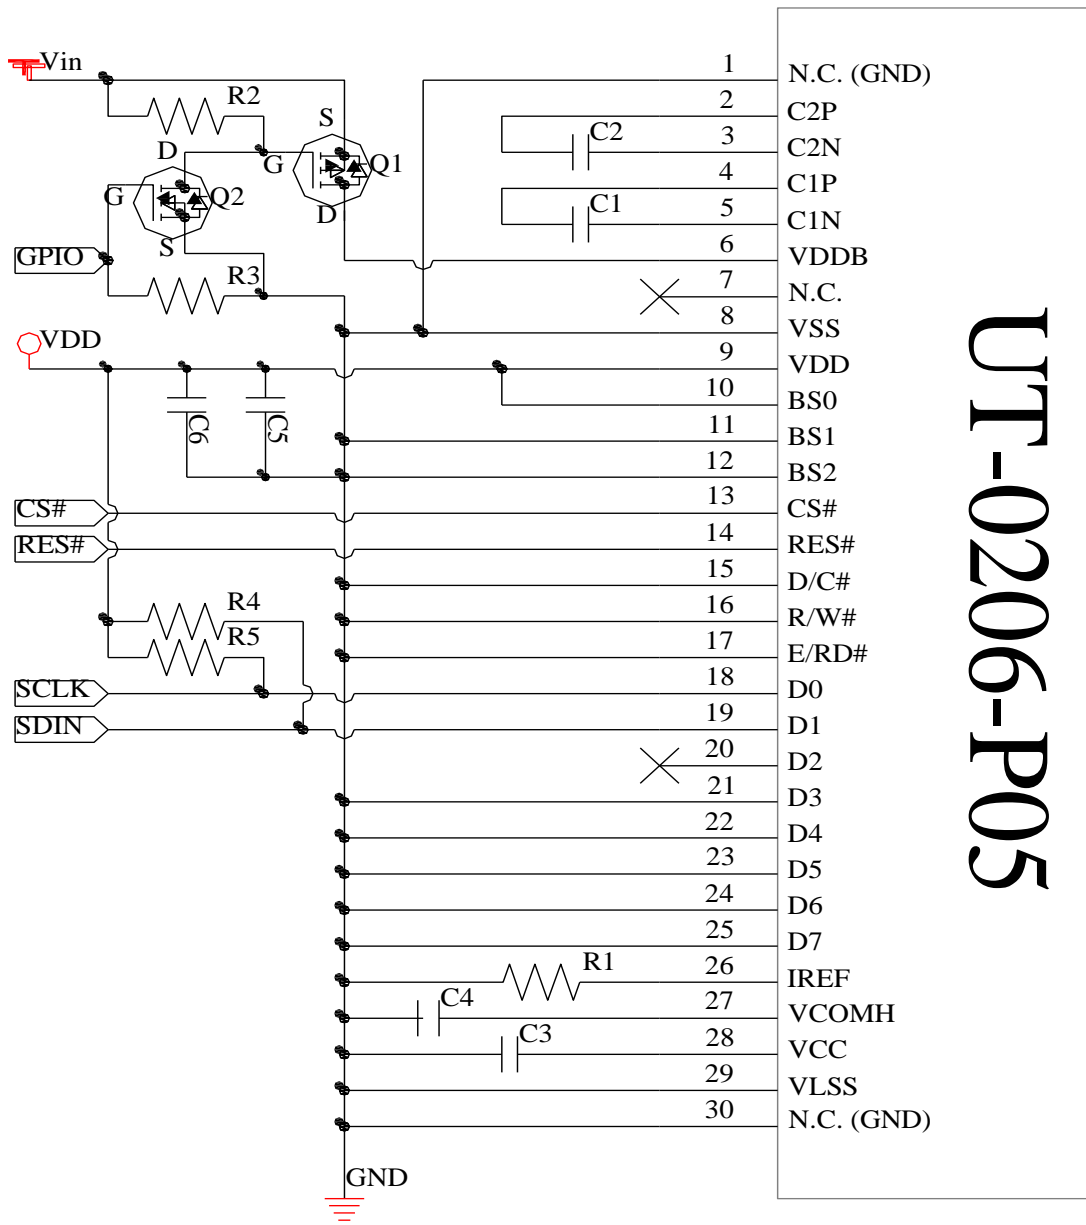 Vin
R2
S
D
G
Q1
G
Q2
D
S
GPIO
R3
VDD
C6
C5
CS#
RES#
R4
R5
SCLK
SDIN
C2
C1
R1
C4
C3
GND
1 N.C. (GND)
2 C2P
3 C2N
4 C1P
5 C1N
6 VDDB
7 N.C.
8 VSS
9 VDD
10 BS0
11 BS1
12 BS2
13 CS#
14 RES#
15 D/C#
16 R/W#
17 E/RD#
18 D0
19 D1
20 D2
21 D3
22 D4
23 D5
24 D6
25 D7
26 IREF
27 VCOMH
28 VCC
29 VLSS
30 N.C. (GND)
UT-0206-P05